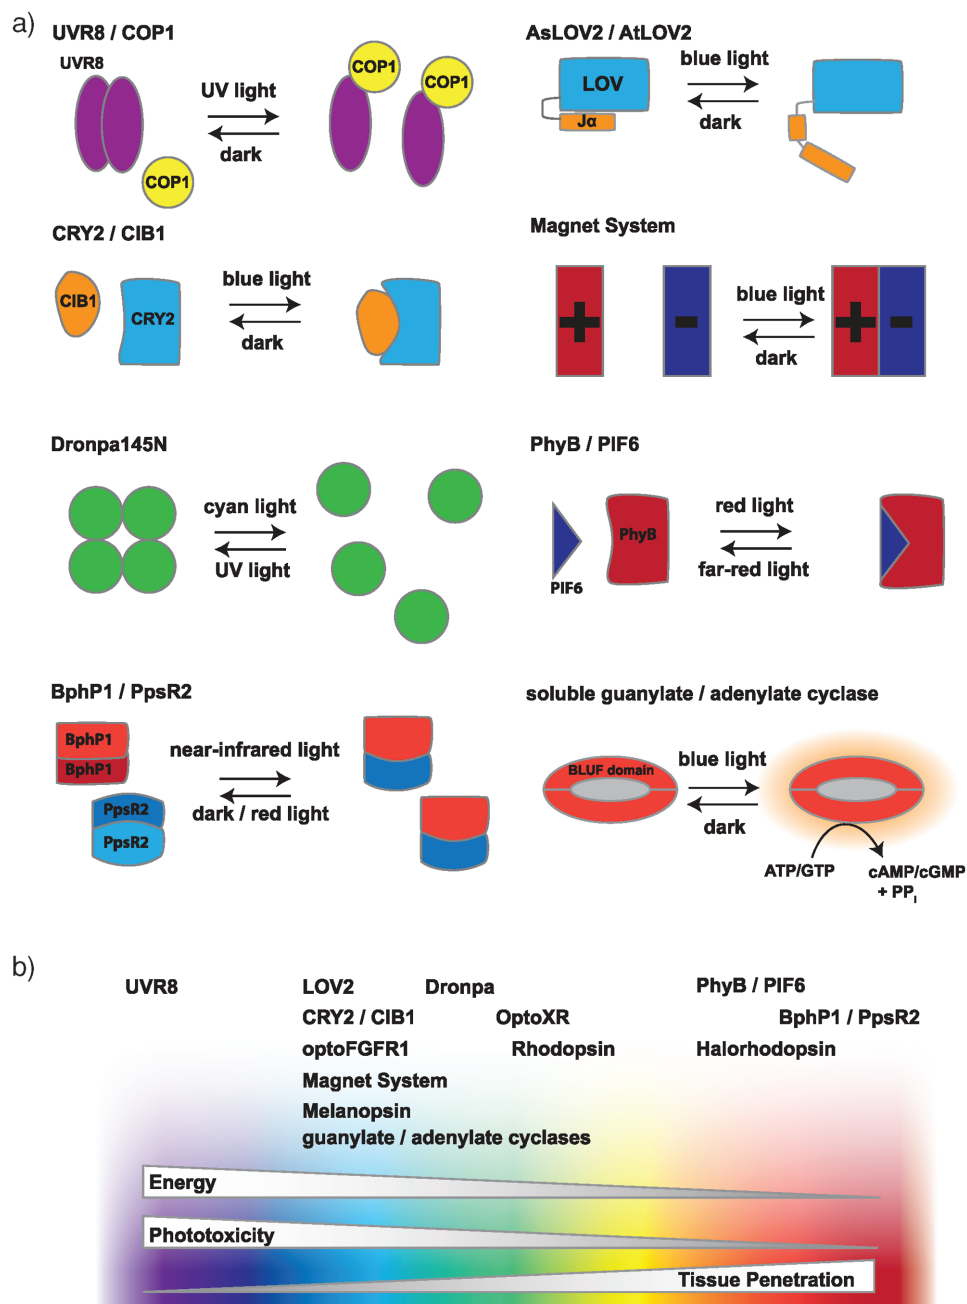 a)
UVR8 / COP1
UVR8
COP1
UV light
dark
COP1
COP1
AsLOV2 / AtLOV2
LOV
Jα
blue light
dark
CRY2 / CIB1
CIB1
CRY2
blue light
dark
Magnet System
+
-
blue light
dark
+
-
Dronpa145N
cyan light
UV light
PhyB / PIF6
PIF6
PhyB
red light
far-red light
BphP1 / PpsR2
BphP1
BphP1
PpsR2
PpsR2
near-infrared light
dark / red light
soluble guanylate / adenylate cyclase
BLUF domain
blue light
dark
ATP/GTP
cAMP/cGMP
+ PPI
b)
UVR8
LOV2
Dronpa
PhyB / PIF6
CRY2 / CIB1
OptoXR
BphP1 / PpsR2
optoFGFR1
Rhodopsin
Halorhodopsin
Magnet System
Melanopsin
guanylate / adenylate cyclases
Energy
Phototoxicity
Tissue Penetration